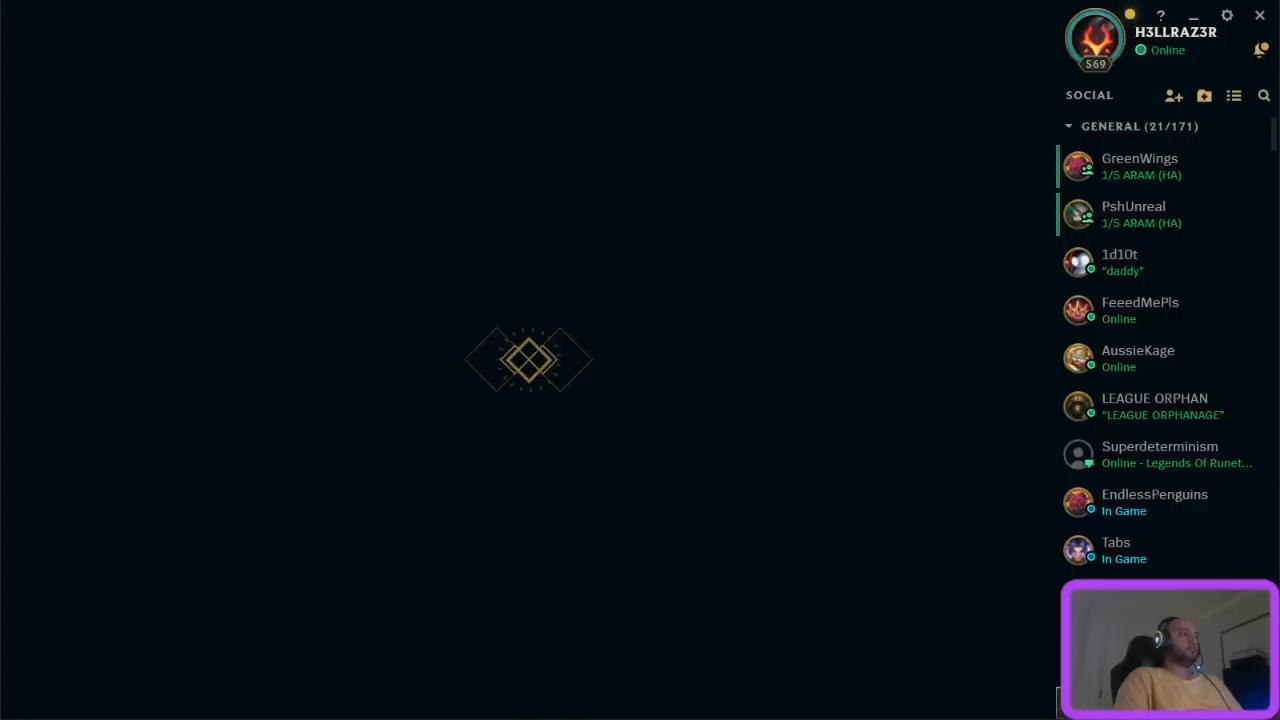 ?
H3LLRAZ3R
Online
569
SOCIAL
GENERAL (21/171)
GreenWings
1/5 ARAM (HA)
PshUnreal
1/5 ARAM (HA)
1d10t
"daddy"
FeeedMePls
Online
AussieKage
Online
LEAGUE ORPHAN
"LEAGUE ORPHANAGE"
Superdeterminism
Online - Legends Of Runet...
EndlessPenguins
In Game
Tabs
In Game